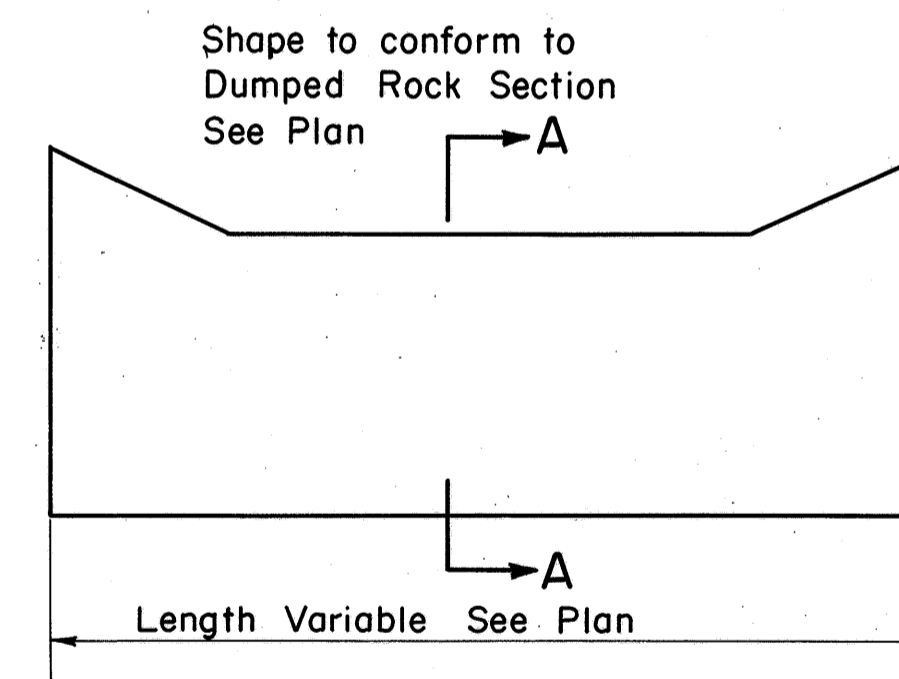 Shape to conform to
Dumped Rock Section
See Plan
A
A
Length Variable See Plan